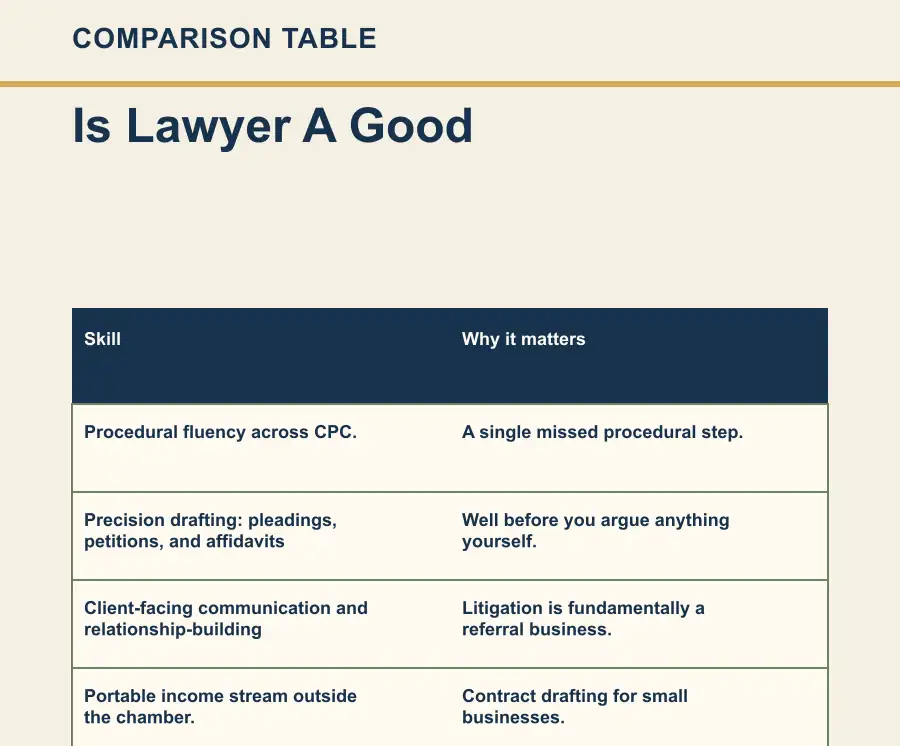 COMPARISON TABLE
Is Lawyer A Good
Skill
Why it matters
Procedural fluency across CPC.
A single missed procedural step.
Precision drafting: pleadings,
petitions, and affidavits
Well before you argue anything
yourself.
Client-facing communication and
relationship-building
Litigation is fundamentally a
referral business.
Portable income stream outside
the chamber.
Contract drafting for small
businesses.